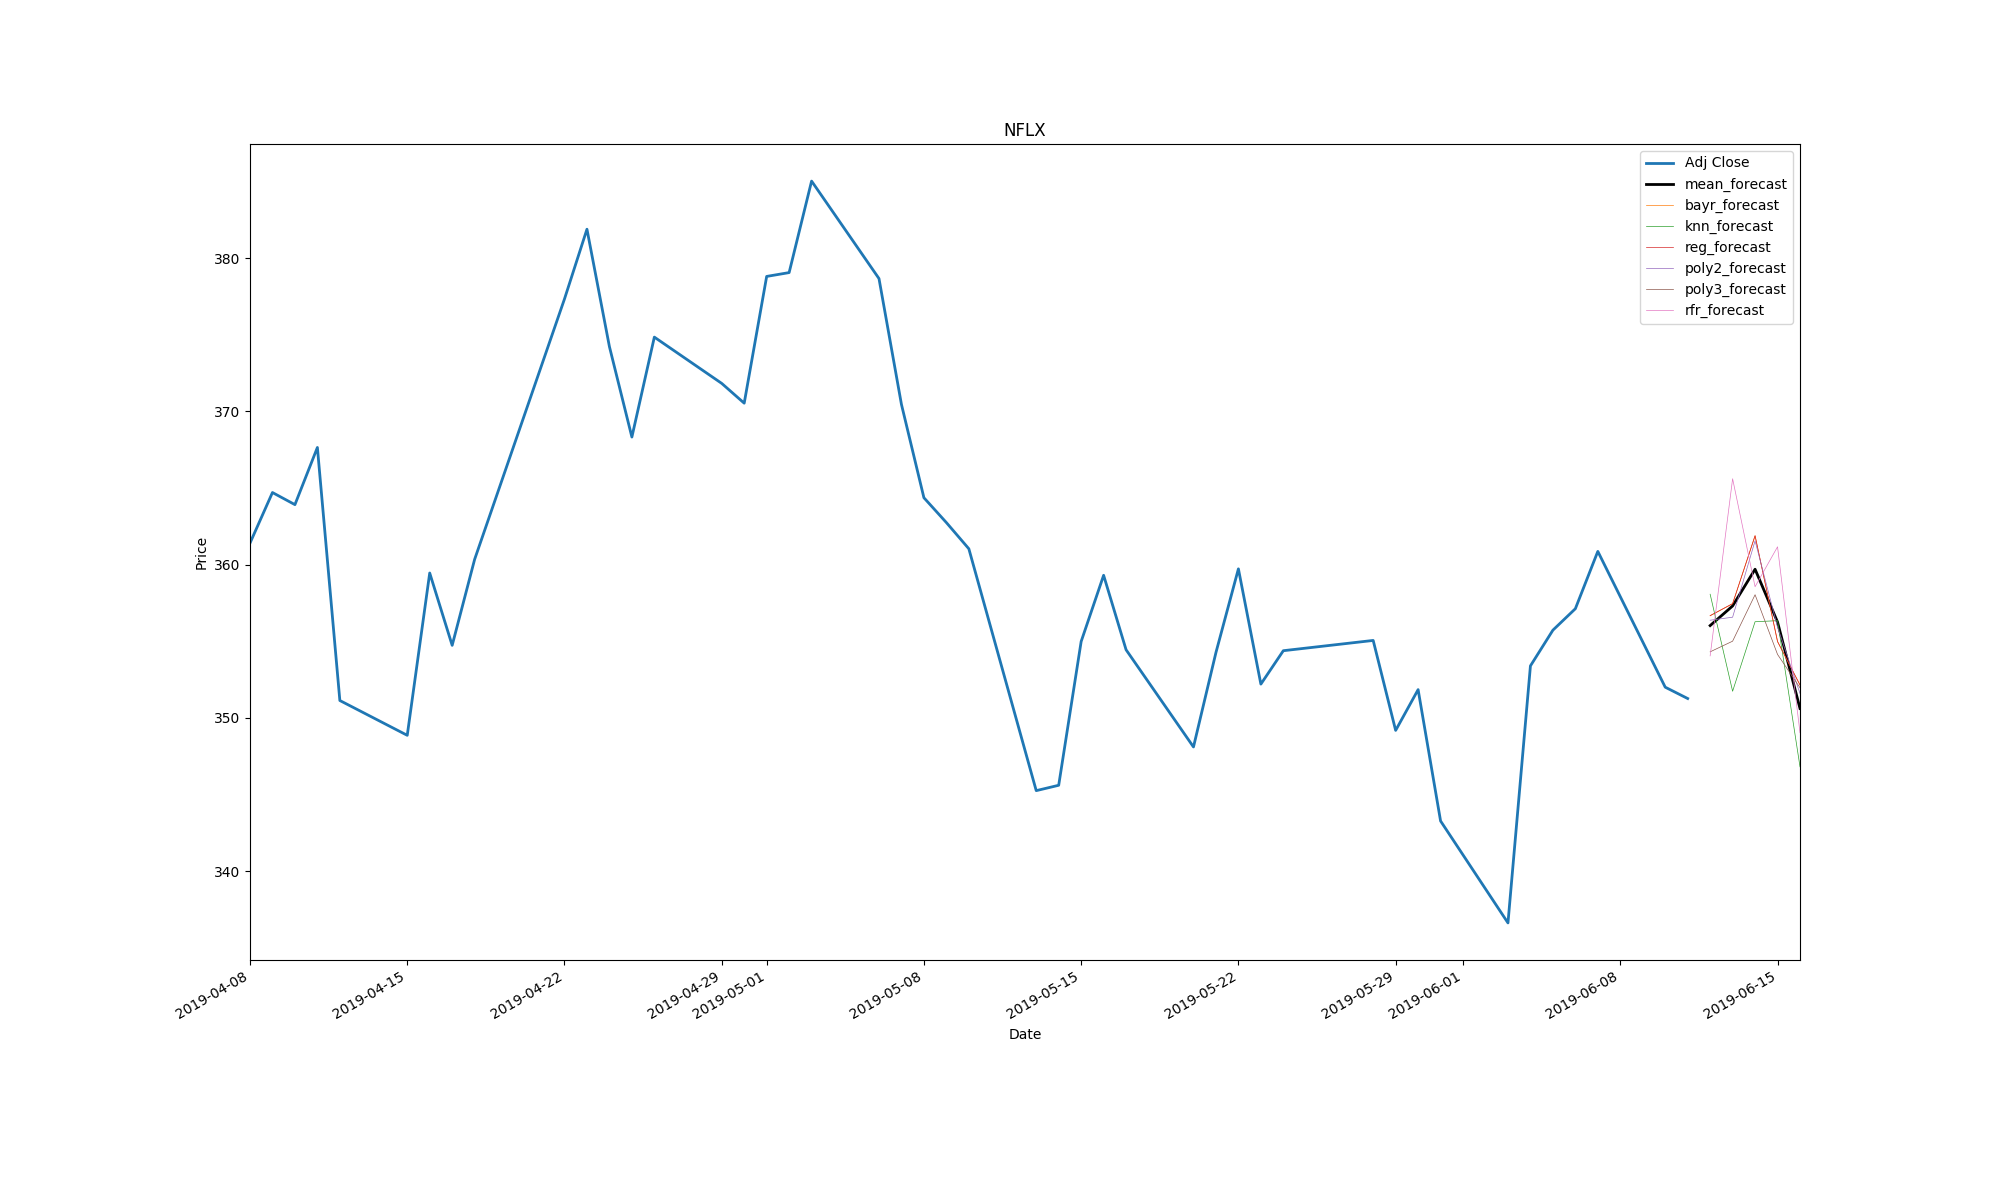 NFLX
Adj Close
mean_forecast
bayr_forecast
knn_forecast
reg_forecast
poly2_forecast
poly3_forecast
rfr_forecast
380
370
360
350
340
Price
2019-04-08
2019-04-15
2019-04-22
2019-04-29
2019-05-01
2019-05-08
2019-05-15
2019-05-22
2019-05-29
2019-06-01
2019-06-08
2019-06-15
Date